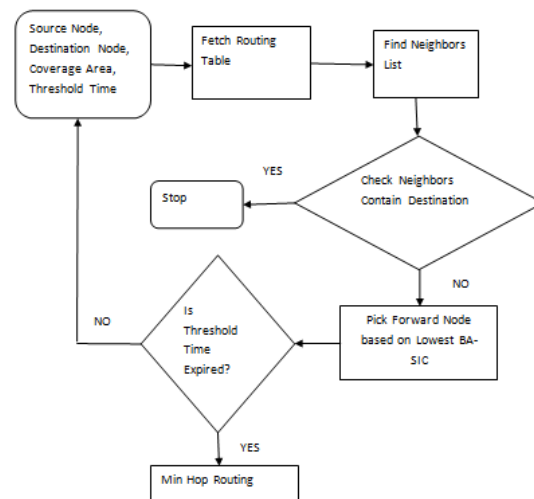 Source Node,
Destination Node,
Coverage Area,
Threshold Time
Fetch Routing
Table
Find Neighbors
List
YES
Check Neighbors
Contain Destination
Stop
NO
Pick Forward Node
based on Lowest BA-
SIC
NO
Is
Threshold
Time
Expired?
YES
Min Hop Routing